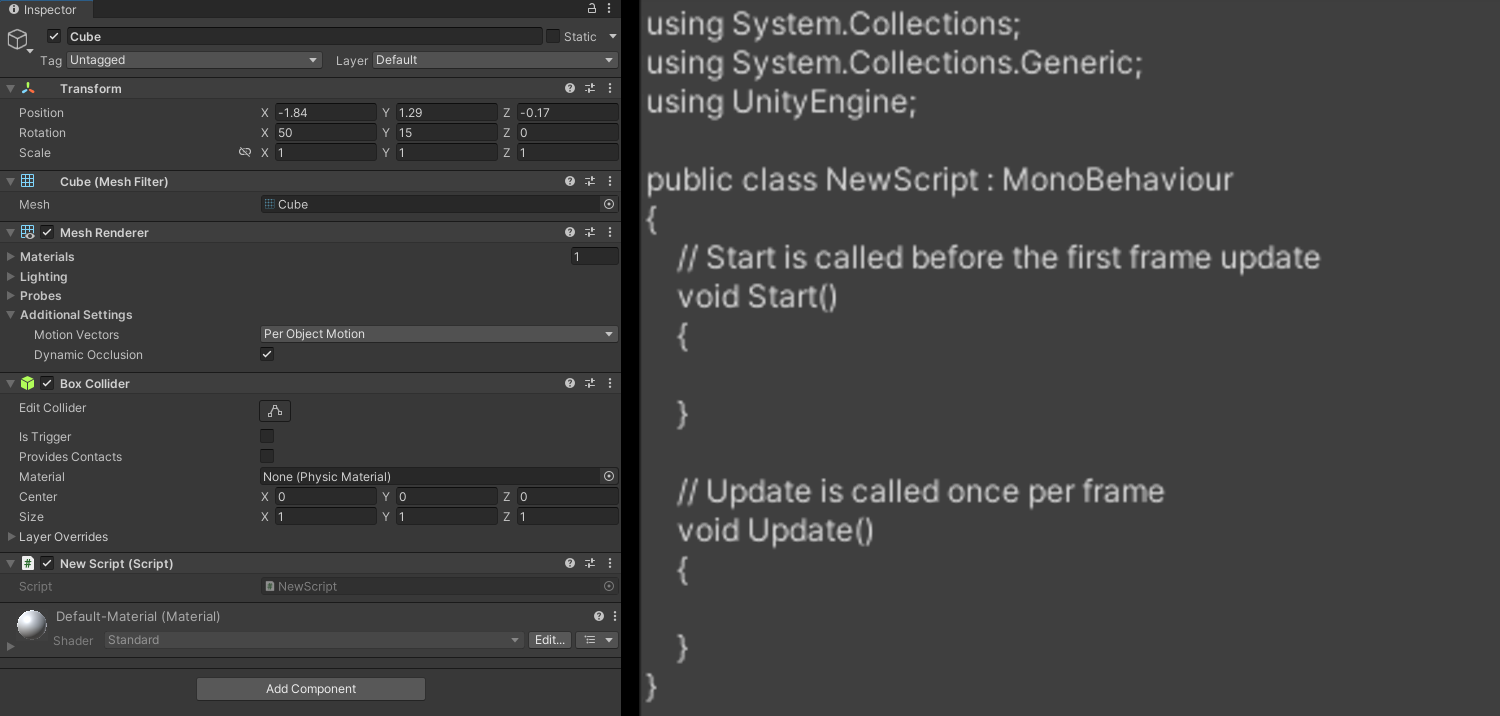 Inspector
Cube
Static
Tag Untagged Layer Default
Transform
Position X -1.84 Y 1.29 Z -0.17
Rotation X 50 Y 15 Z 0
Scale X 1 Y 1 Z 1
Cube (Mesh Filter)
Mesh Cube
Mesh Renderer
Materials 1
Lighting
Probes
Additional Settings
Motion Vectors Per Object Motion
Dynamic Occlusion
Box Collider
Edit Collider
Is Trigger
Provides Contacts
Material None (Physic Material)
Center X 0 Y 0 Z 0
Size X 1 Y 1 Z 1
Layer Overrides
# New Script (Script)
Script # NewScript
Default-Material (Material)
Shader Standard Edit...
Add Component
using System.Collections;
using System.Collections.Generic;
using UnityEngine;
public class NewScript : MonoBehaviour
{
// Start is called before the first frame update
void Start()
{
}
// Update is called once per frame
void Update()
{
}
}